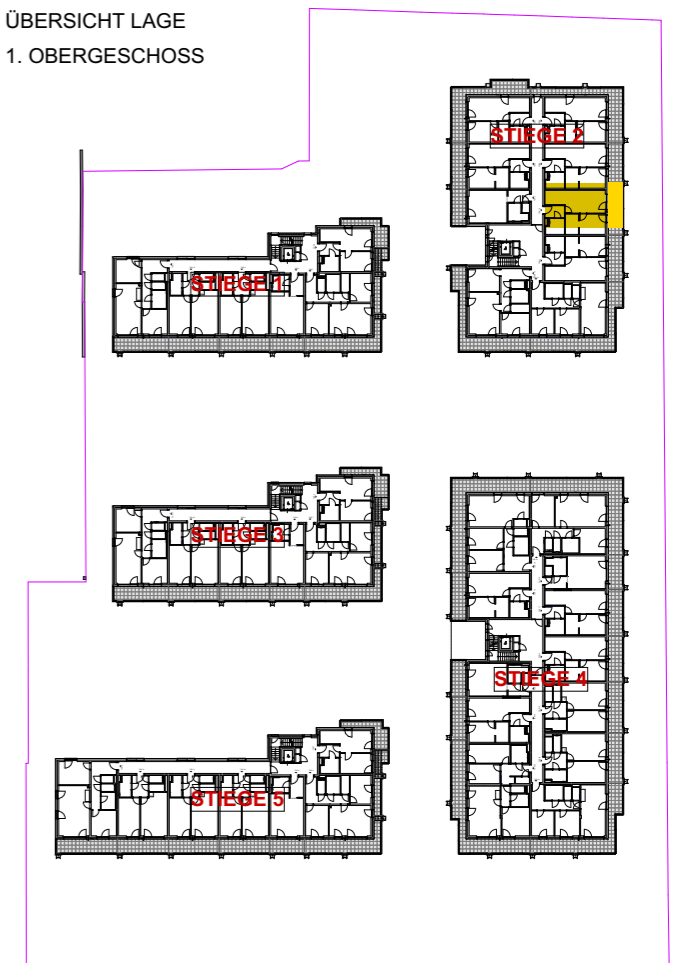 ÜBERSICHT LAGE
1. OBERGESCHOSS
STIEGE 2
STIEGE 1
STIEGE 3
STIEGE 4
STIEGE 5